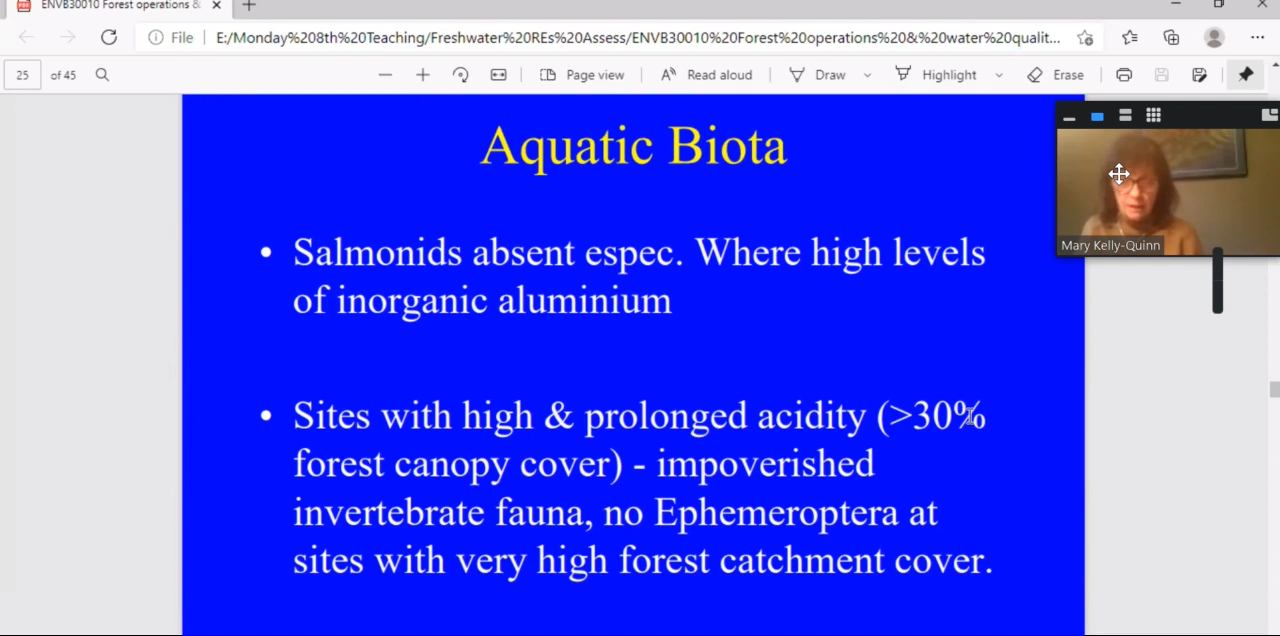 ENVB30010 Forest operations &
File
E:/Monday%208th%20Teaching/Freshwater%20REs%20Assess/ENVB30010%20Forest%20operations%20&%20water%20qualit...
25 of 45
Page view
Read aloud
Draw
Highlight
Erase
Aquatic Biota
• Salmonids absent espec. Where high levels
of inorganic aluminium
• Sites with high & prolonged acidity (>30%
forest canopy cover) - impoverished
invertebrate fauna, no Ephemeroptera at
sites with very high forest catchment cover.
Mary Kelly-Quinn